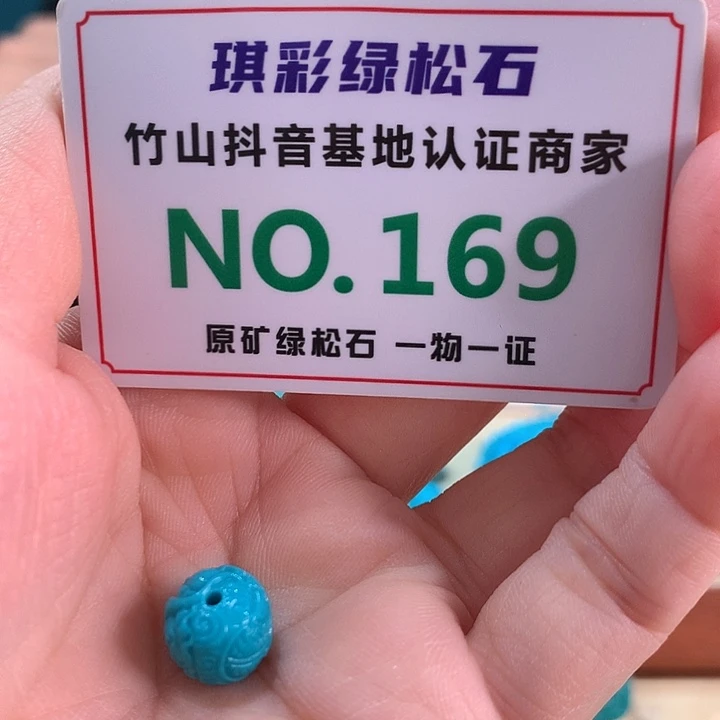 琪彩绿松石
竹山抖音基地认证商家
NO.169
原矿绿松石 一物一证